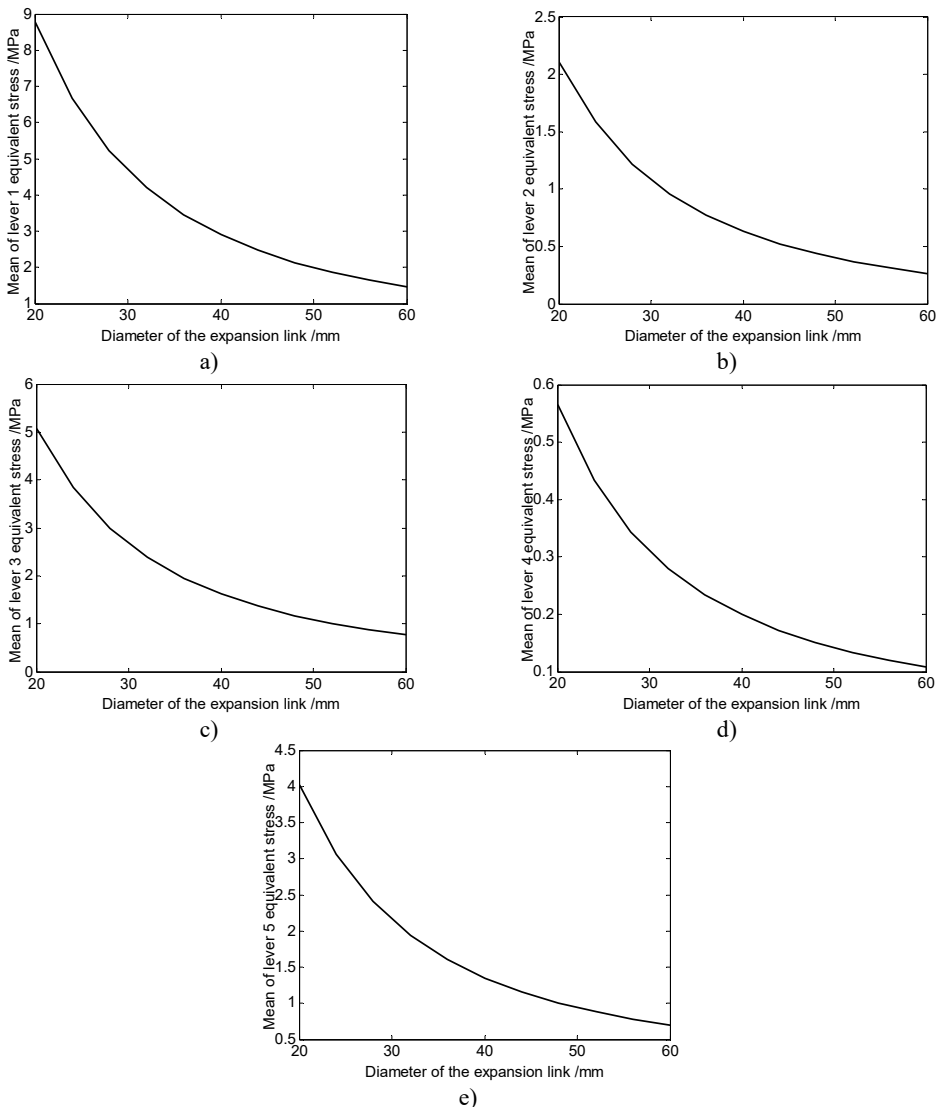 Mean of lever 1 equivalent stress /MPa
9
8
7
6
5
4
3
2
1
20 30 40 50 60
Diameter of the expansion link /mm
a)
Mean of lever 2 equivalent stress /MPa
2.5
2
1.5
1
0.5
0
20 30 40 50 60
Diameter of the expansion link /mm
b)
Mean of lever 3 equivalent stress /MPa
6
5
4
3
2
1
0
20 30 40 50 60
Diameter of the expansion link /mm
c)
Mean of lever 4 equivalent stress /MPa
0.6
0.5
0.4
0.3
0.2
0.1
20 30 40 50 60
Diameter of the expansion link /mm
d)
Mean of lever 5 equivalent stress /MPa
4.5
4
3.5
3
2.5
2
1.5
1
0.5
20 30 40 50 60
Diameter of the expansion link /mm
e)